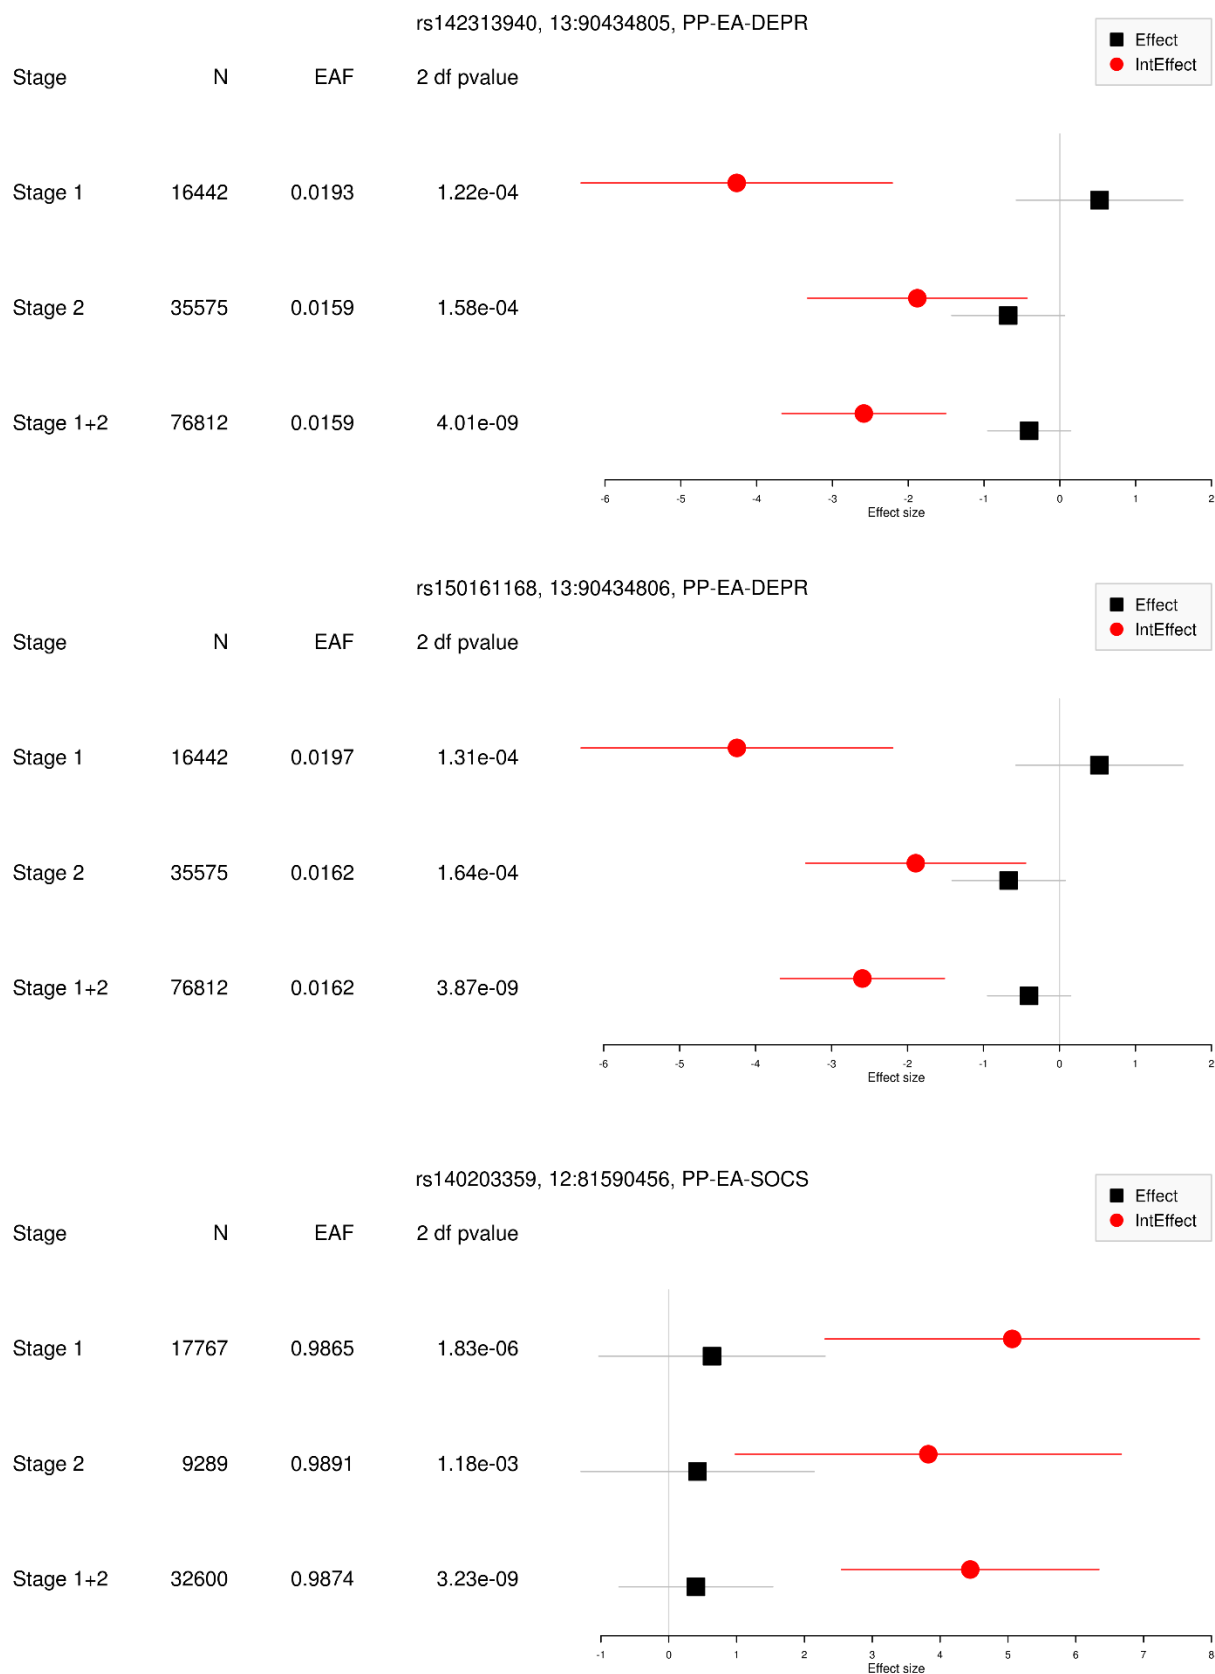 rs142313940, 13:90434805, PP-EA-DEPR
Effect
IntEffect
Stage N EAF 2 df pvalue
Stage 1 16442 0.0193 1.22e-04
Stage 2 35575 0.0159 1.58e-04
Stage 1+2 76812 0.0159 4.01e-09
-6 -5 -4 -3 -2 -1 0 1 2
Effect size
rs150161168, 13:90434806, PP-EA-DEPR
Effect
IntEffect
Stage N EAF 2 df pvalue
Stage 1 16442 0.0197 1.31e-04
Stage 2 35575 0.0162 1.64e-04
Stage 1+2 76812 0.0162 3.87e-09
-6 -5 -4 -3 -2 -1 0 1 2
Effect size
rs140203359, 12:81590456, PP-EA-SOCS
Effect
IntEffect
Stage N EAF 2 df pvalue
Stage 1 17767 0.9865 1.83e-06
Stage 2 9289 0.9891 1.18e-03
Stage 1+2 32600 0.9874 3.23e-09
-1 0 1 2 3 4 5 6 7 8
Effect size